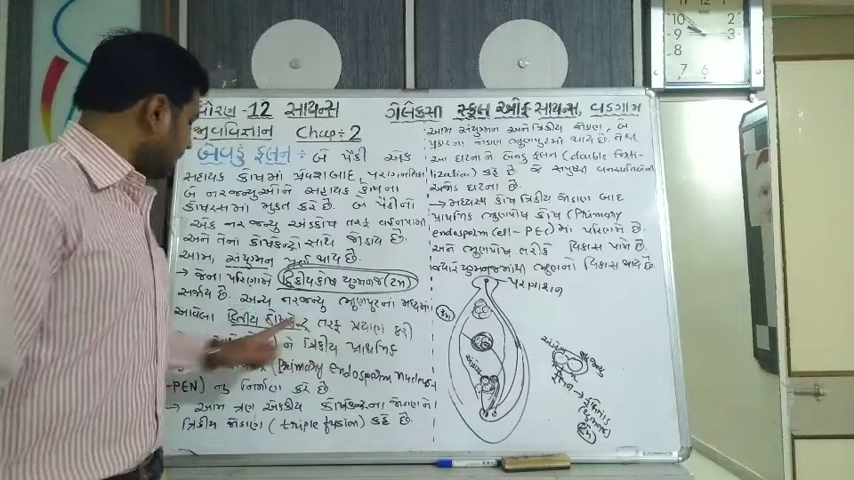 ધોરણ-12 સાયન્સ ગેલેકસી સ્કૂલ ઓફ સાયન્સ, વડગામ
જીવવિજ્ઞાન Chap:-2
બેવડું ફલન :- બે પૈકી એક
સહાયક કોષમાં પ્રવેશ બાદ, પરાગનલિકા
બે નરજન્યુઓને સહાયક કોષના
કોષરસમાં મુક્ત કરે છે. બે પૈકીનો
એક નરજન્યુ અંડકોષ તરફ વહન પામી
અને તેના કોષકેન્દ્ર સાથે જોડાય છે.
આમ, સંયુગ્મન પૂર્ણ થાય છે.
→ જેના પરિણામે દ્વિકીયકોષ યુગ્મનજ (2n)
સર્જાય છે. અન્ય નરજન્યુ ભ્રૂણપુટના મધ્યમાં
આવેલા દ્વિતીય કોષકેન્દ્ર તરફ પ્રયાણ કરી
ને ત્રિકીય પ્રાથમિક
(Primary endosperm nucleus
-PEN) નું નિર્માણ કરે છે.
→ આમ ત્રણ એકકીય કોષકેન્દ્રના જોડાણને
ત્રિકીય જોડાણ (triple fusion) કહે છે.
આમ સંયુગ્મન અને ત્રિકીય જોડાણ, બે
પ્રકારના જોડાણ ભ્રૂણપુટમાં થાય છે. તેથી
આ ઘટનાને બેવડુ ફલન (double ferti-
lization) કહે છે. જે સપુષ્પી વનસ્પતિઓની
અજોડ ઘટના છે.
→ મધ્યસ્થ કોષ ત્રિકીય જોડાણ બાદ
પ્રાથમિક ભ્રૂણપોષ કોષ (Primary
endosperm cell - PEC) માં પરિણમે છે.
અને ભ્રૂણપોષ તરીકે વિકાસ પામે છે.
જ્યારે યુગ્મનજમાંથી ભ્રૂણનો વિકાસ થાય છે.
પરાગાશન